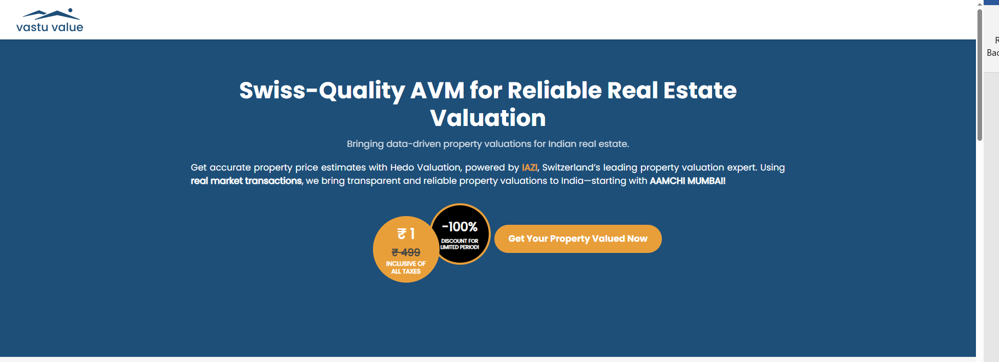 vastu value
Swiss-Quality AVM for Reliable Real Estate
Valuation
Bringing data-driven property valuations for Indian real estate.
Get accurate property price estimates with Hedo Valuation, powered by IAZI, Switzerland's leading property valuation expert. Using
real market transactions, we bring transparent and reliable property valuations to India—starting with AAMCHI MUMBAI!
₹ 1
₹ 499
INCLUSIVE OF
ALL TAXES
-100%
DISCOUNT FOR
LIMITED PERIOD!
Get Your Property Valued Now